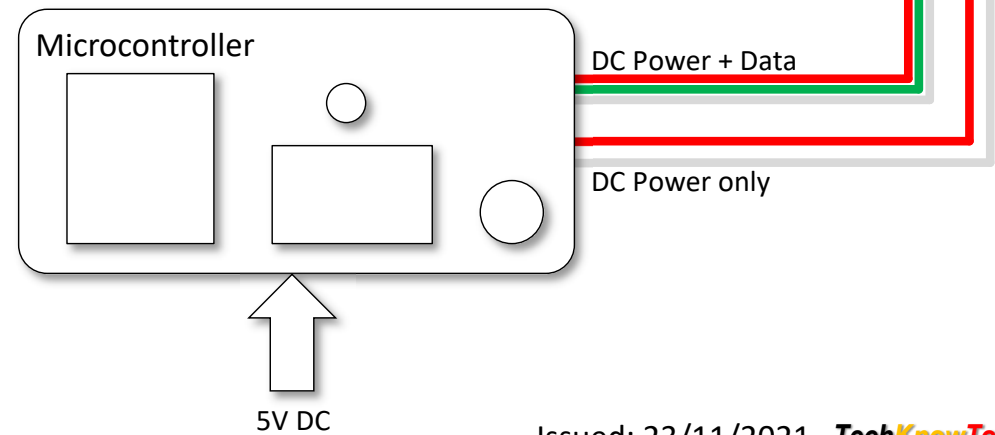 Microcontroller
DC Power + Data
DC Power only
5V DC
Issued: 23/11/2021